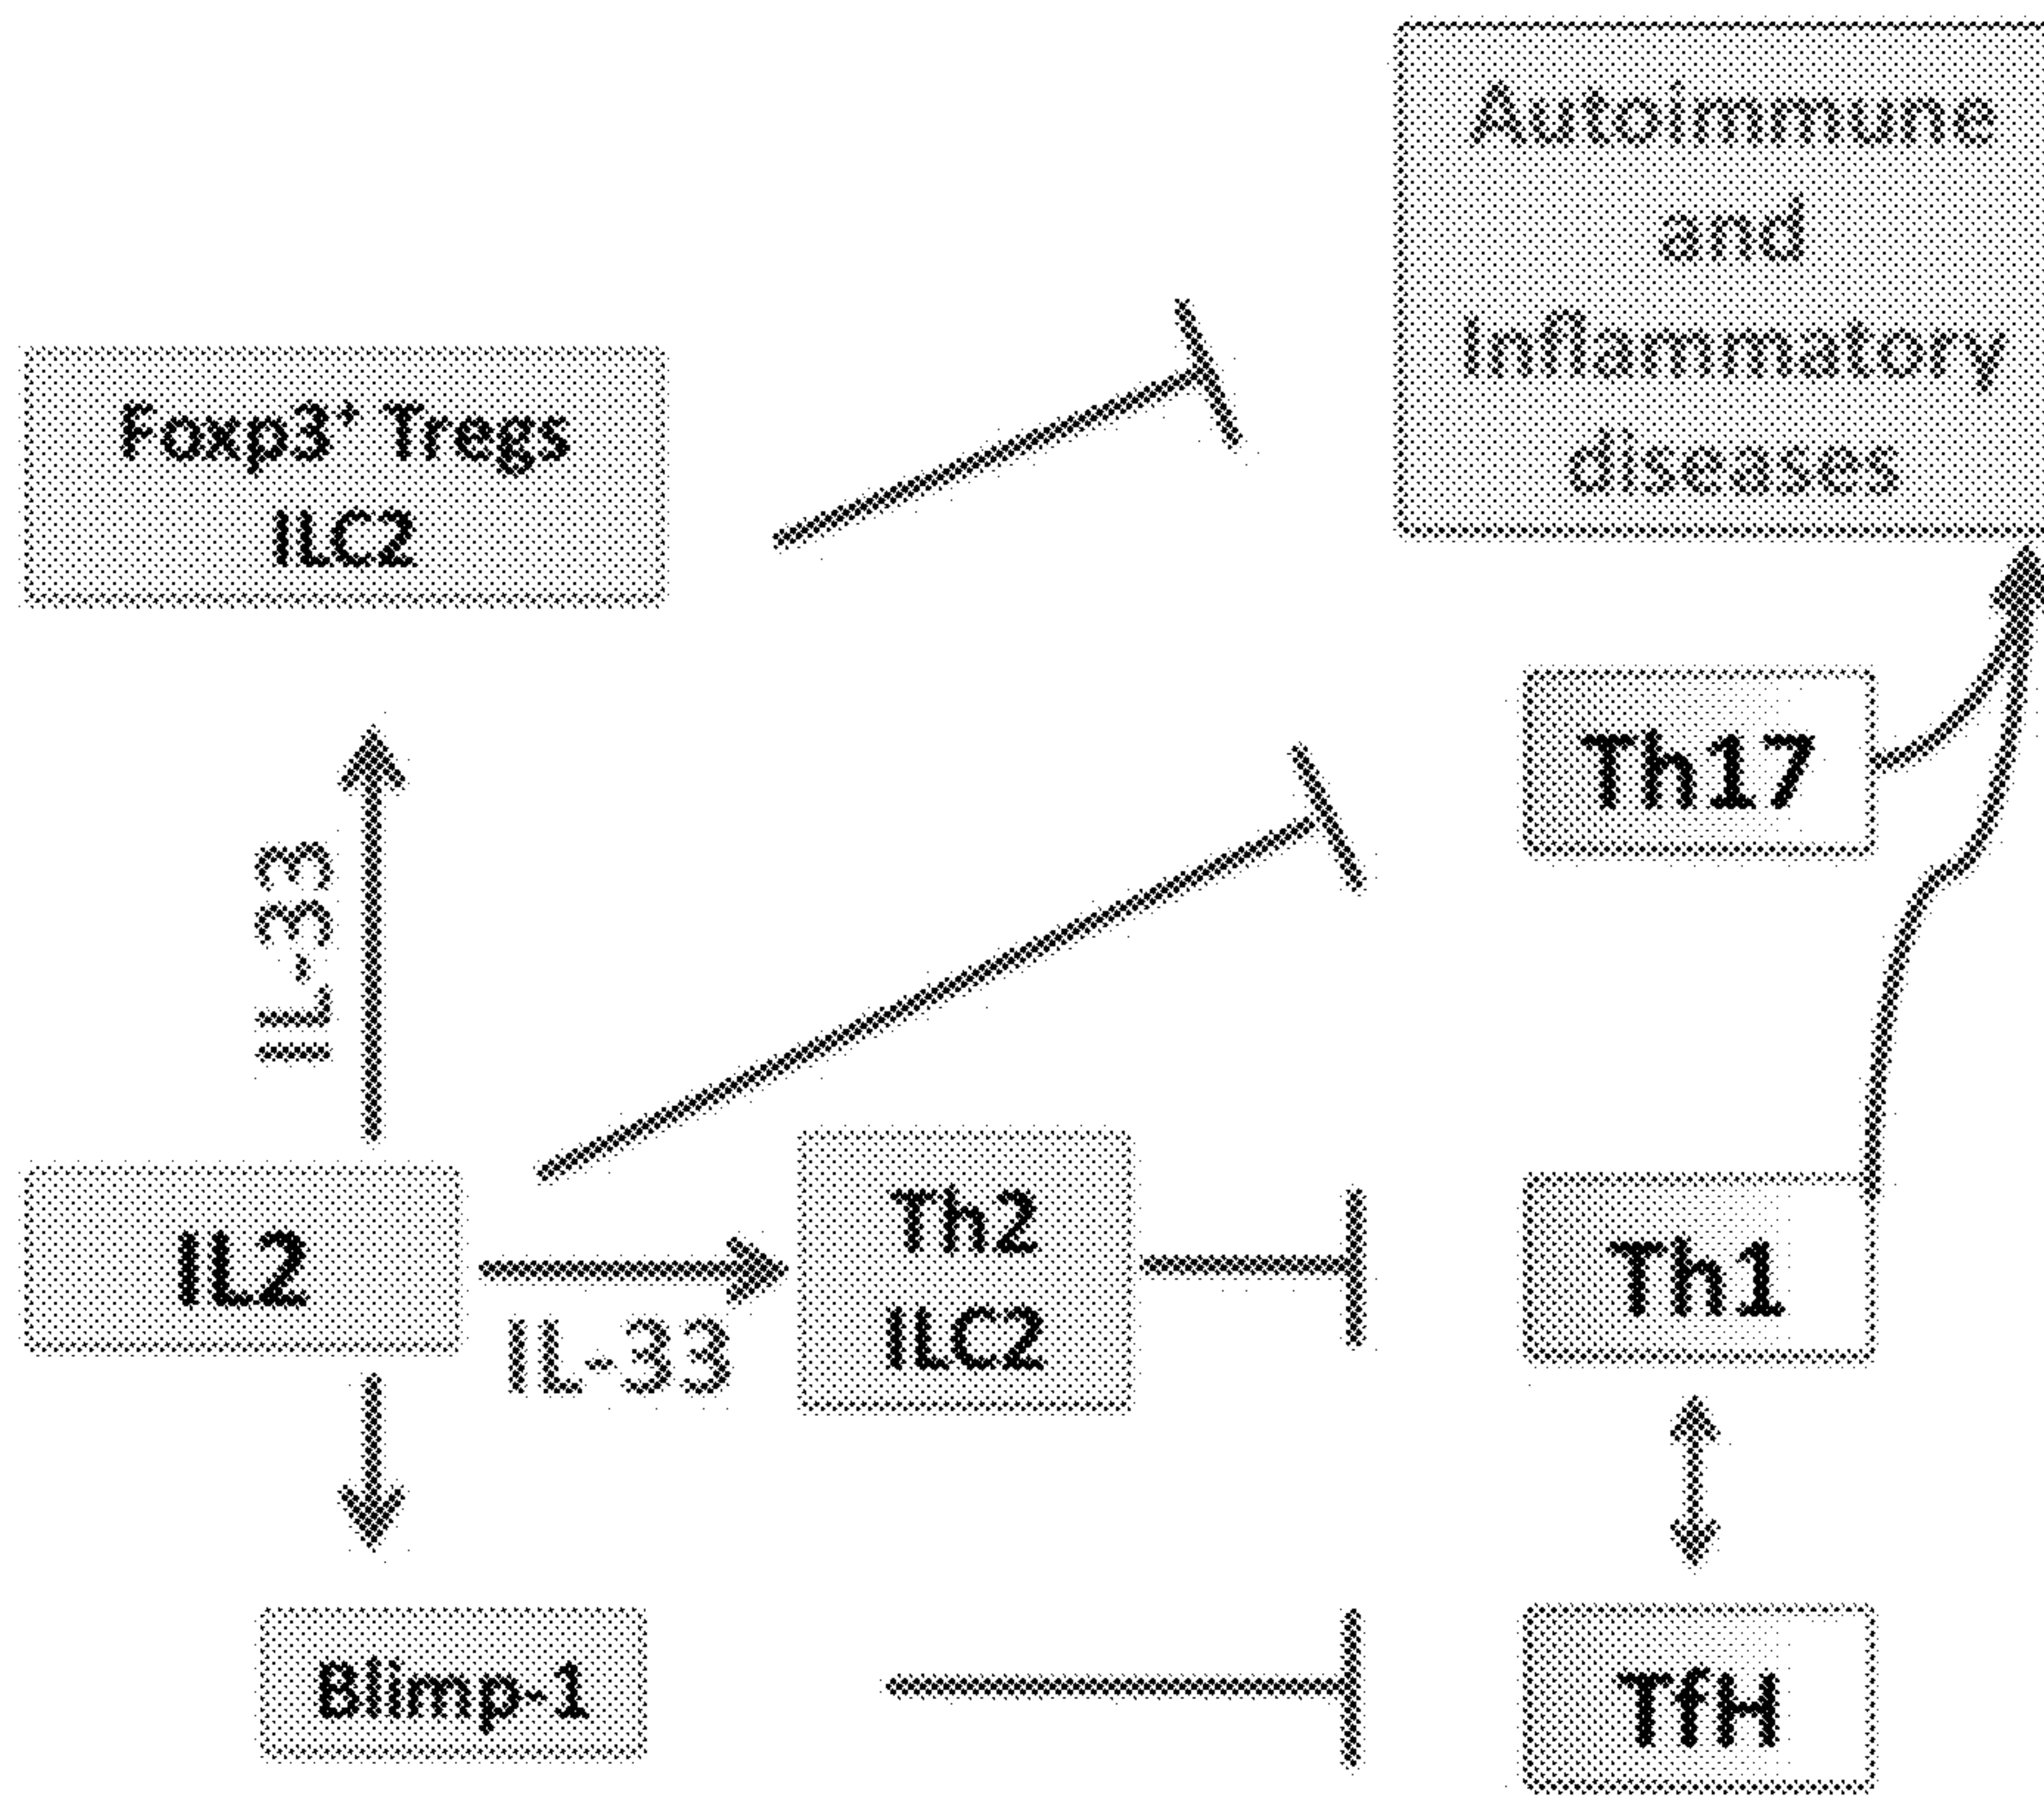 Autoimmune
and
Inflammatory
diseases
Foxp3+ Tregs
ILC2
Th17
IL-33
IL2
IL-33
Th2
ILC2
Th1
Blimp-1
TfH